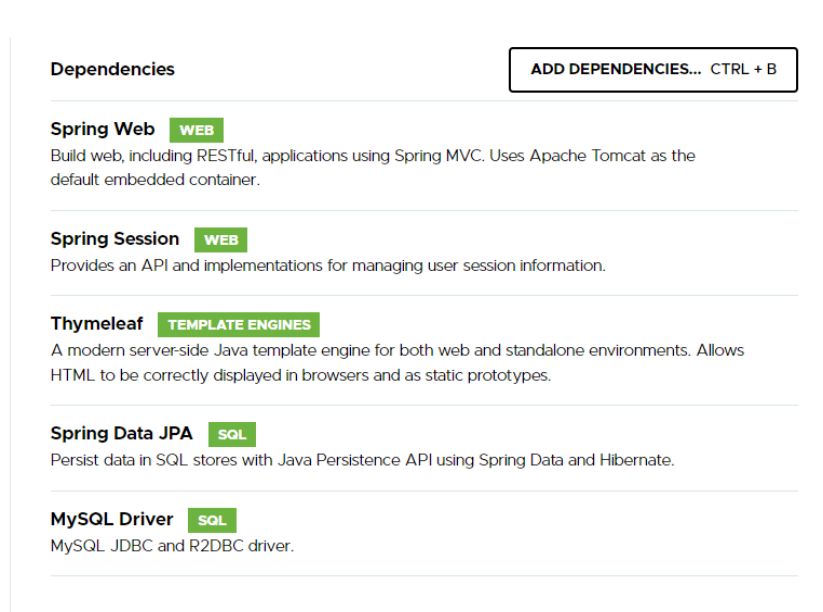 Dependencies
ADD DEPENDENCIES... CTRL + B
Spring Web WEB
Build web, including RESTful, applications using Spring MVC. Uses Apache Tomcat as the
default embedded container.
Spring Session WEB
Provides an API and implementations for managing user session information.
Thymeleaf TEMPLATE ENGINES
A modern server-side Java template engine for both web and standalone environments. Allows
HTML to be correctly displayed in browsers and as static prototypes.
Spring Data JPA SQL
Persist data in SQL stores with Java Persistence API using Spring Data and Hibernate.
MySQL Driver SQL
MySQL JDBC and R2DBC driver.